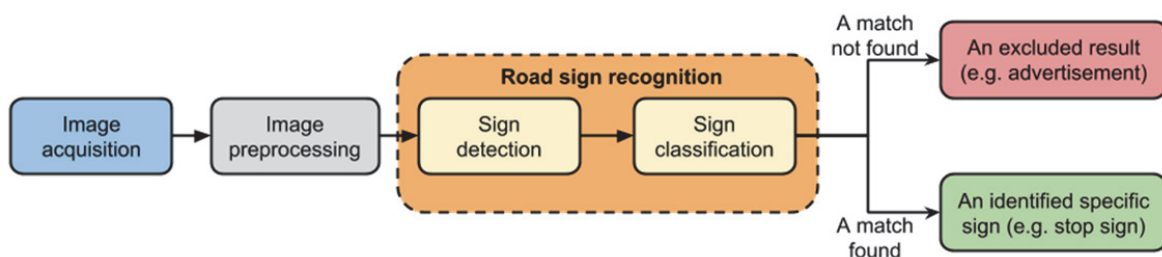 Image
acquisition
Image
preprocessing
Road sign recognition
Sign
detection
Sign
classification
A match
not found
An excluded result
(e.g. advertisement)
A match
found
An identified specific
sign (e.g. stop sign)